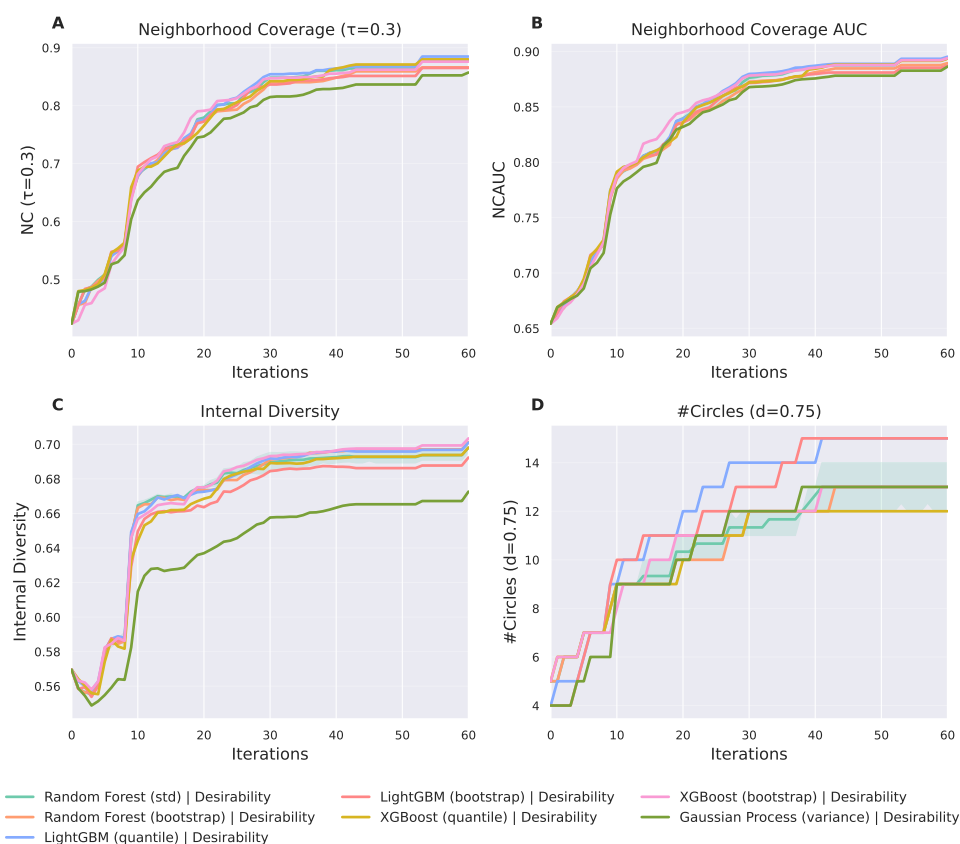 A
Neighborhood Coverage (τ=0.3)
NC (τ=0.3)
0.9
0.8
0.7
0.6
0.5
0 10 20 30 40 50 60
Iterations
B
Neighborhood Coverage AUC
NCAUC
0.90
0.85
0.80
0.75
0.70
0.65
0 10 20 30 40 50 60
Iterations
C
Internal Diversity
Internal Diversity
0.70
0.68
0.66
0.64
0.62
0.60
0.58
0.56
0 10 20 30 40 50 60
Iterations
D
#Circles (d=0.75)
#Circles (d=0.75)
14
12
10
8
6
4
0 10 20 30 40 50 60
Iterations
Random Forest (std) | Desirability
Random Forest (bootstrap) | Desirability
LightGBM (quantile) | Desirability
LightGBM (bootstrap) | Desirability
XGBoost (quantile) | Desirability
XGBoost (bootstrap) | Desirability
Gaussian Process (variance) | Desirability